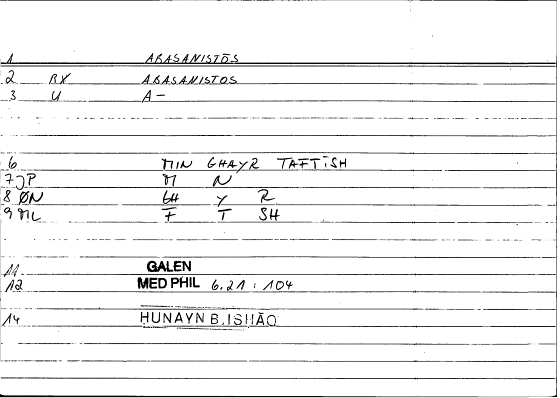 1 ABASANISTŌS
2 BX ABASANISTOS
3 U A-
6 MIN GHAYR TAFTĪSH
7 JP M N
8 ØN GH Y R
9 ML F T SH
11 GALEN
12 MED PHIL 6.21 : 104
14 HUNAYN B.ISHĀQ